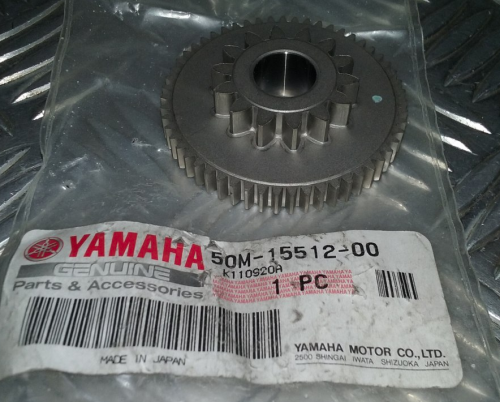 YAMAHA 50M-15512-00
GENUINE K110920A
Parts & Accessories 1 PC
MADE IN JAPAN
YAMAHA MOTOR CO.,LTD.
2500 SHINGAI IWATA SHIZUOKA JAPAN